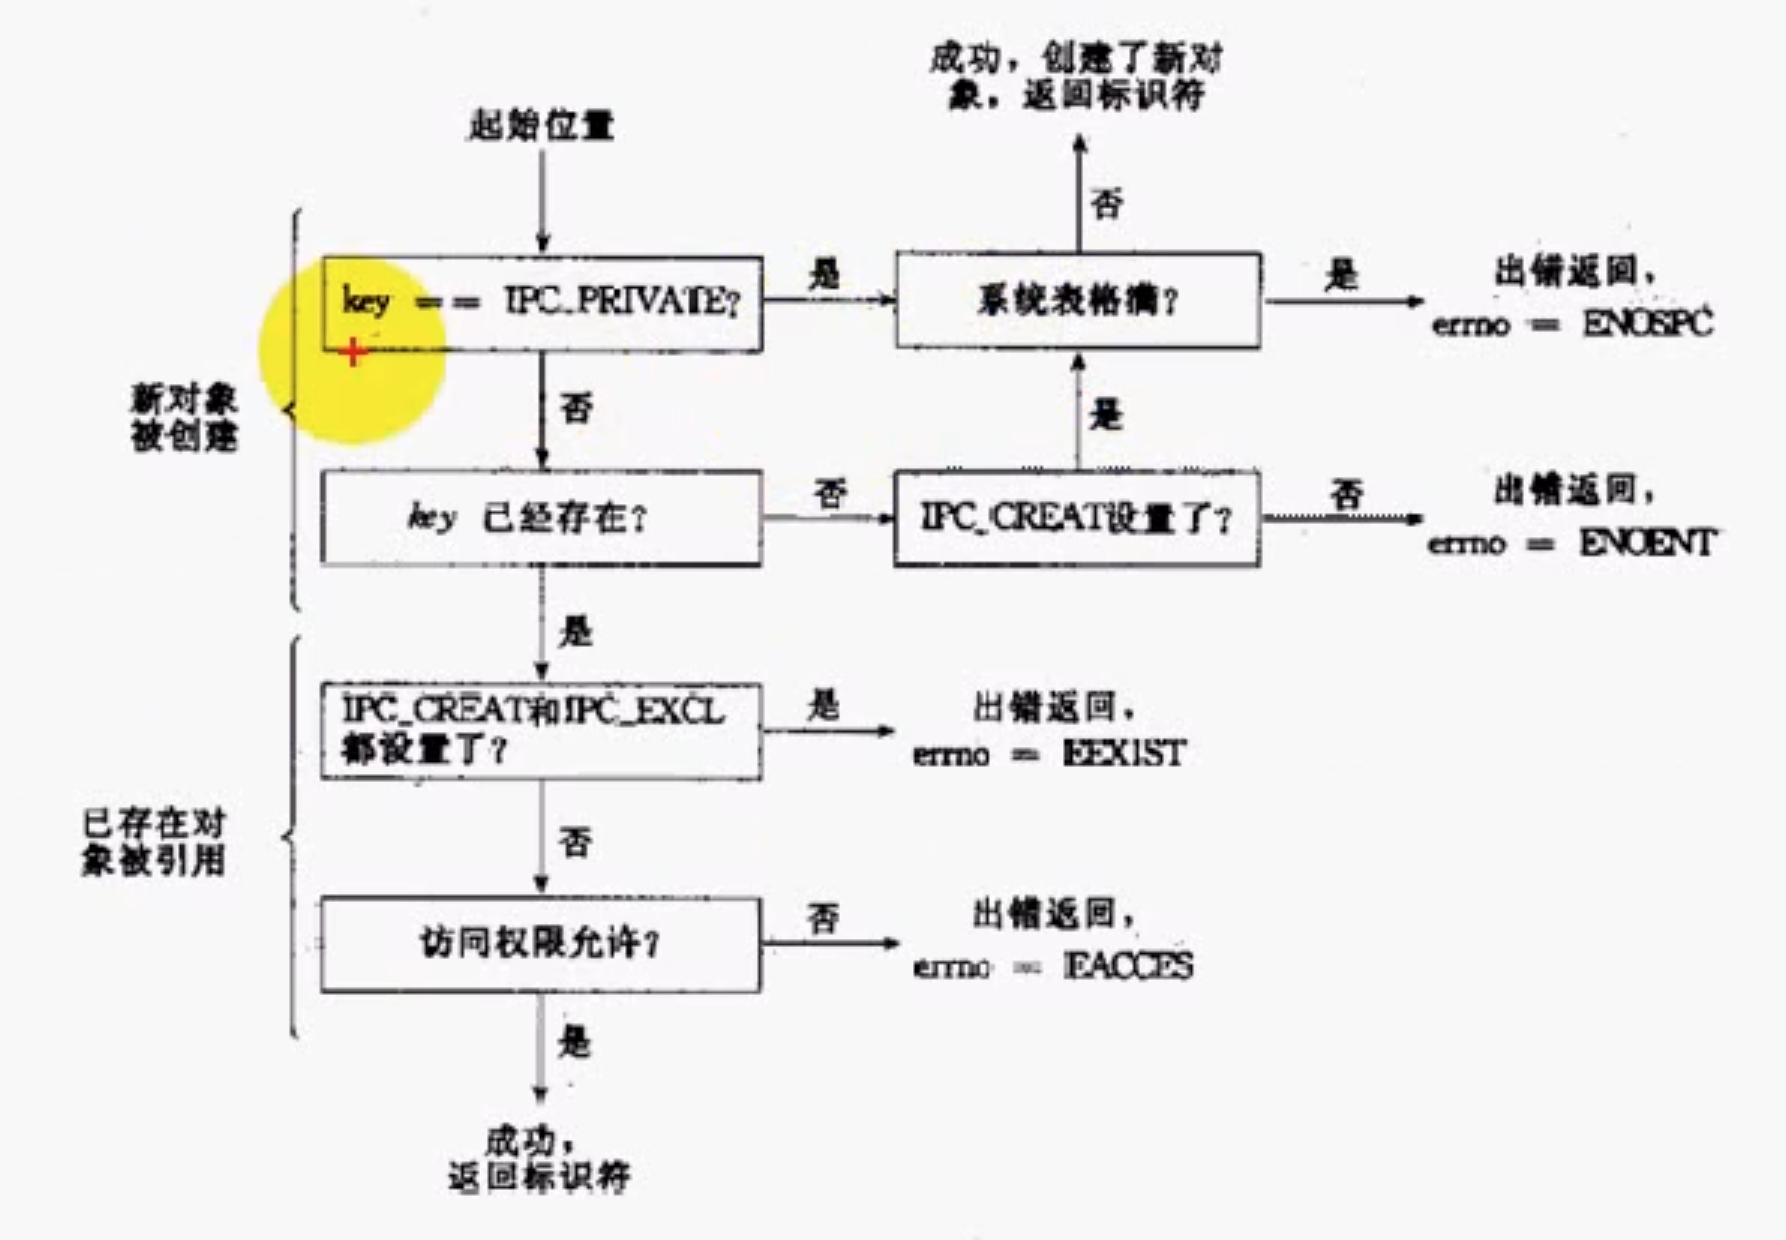 成功，创建了新对
象，返回标识符
起始位置
否
key == IPC_PRIVATE?
是
系统表格满？
是
出错返回，
errno = ENOSPC
新对象
被创建
否
是
key 已经存在？
否
IPC_CREAT设置了？
否
出错返回，
errno = ENOENT
是
IPC_CREAT和IPC_EXCL
都设置了？
是
出错返回，
errno = EEXIST
已存在对
象被引用
否
访问权限允许？
否
出错返回，
errno = EACCES
是
成功，
返回标识符